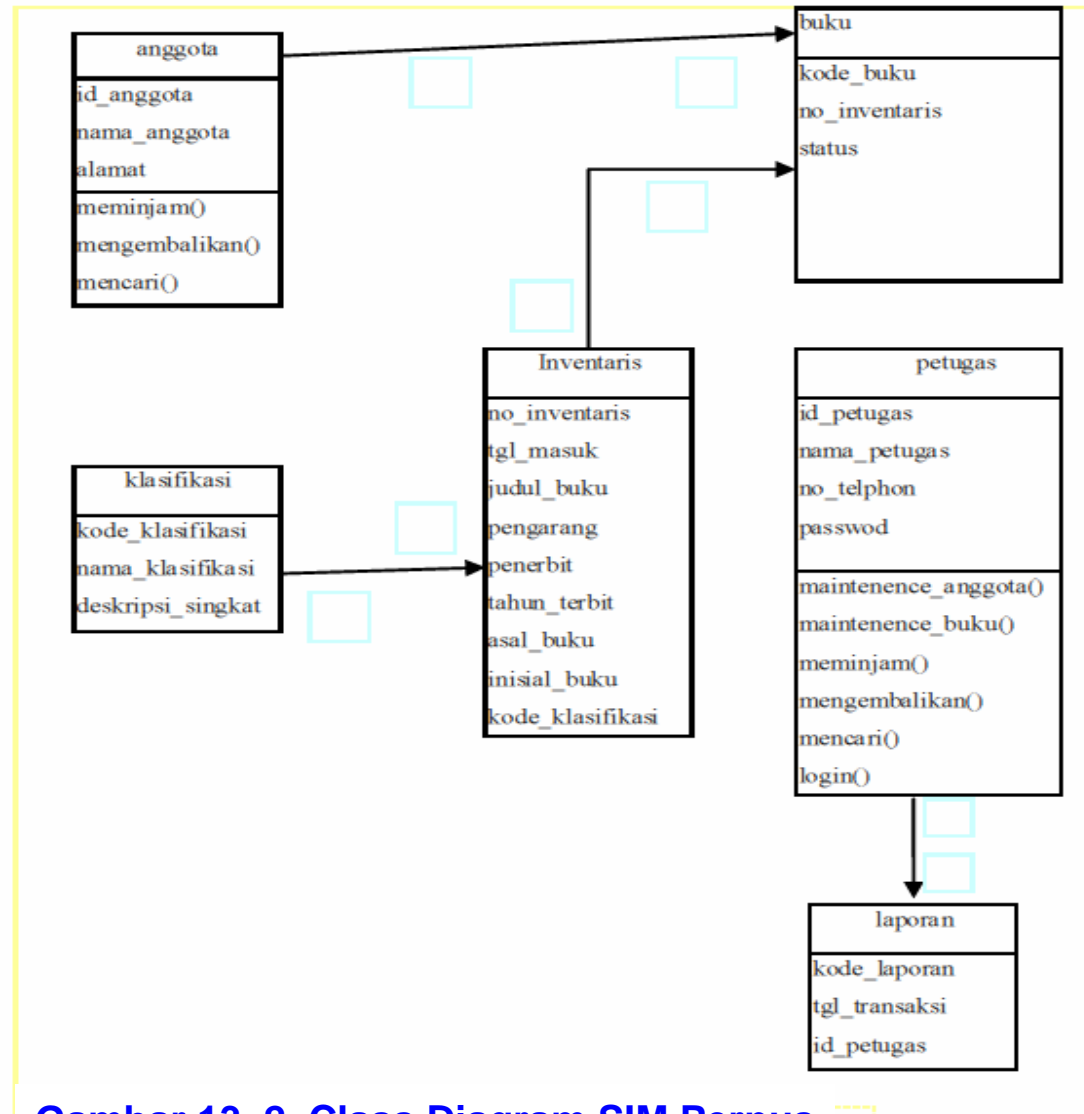 anggota
id_anggota
nama_anggota
alamat
meminjam()
mengembalikan()
mencari()
buku
kode_buku
no_inventaris
status
Inventaris
no_inventaris
tgl_masuk
judul_buku
pengarang
penerbit
tahun_terbit
asal_buku
inisial_buku
kode_klasifikasi
klasifikasi
kode_klasifikasi
nama_klasifikasi
deskripsi_singkat
petugas
id_petugas
nama_petugas
no_telphon
passwod
maintenence_anggota()
maintenence_buku()
meminjam()
mengembalikan()
mencari()
login()
laporan
kode_laporan
tgl_transaksi
id_petugas